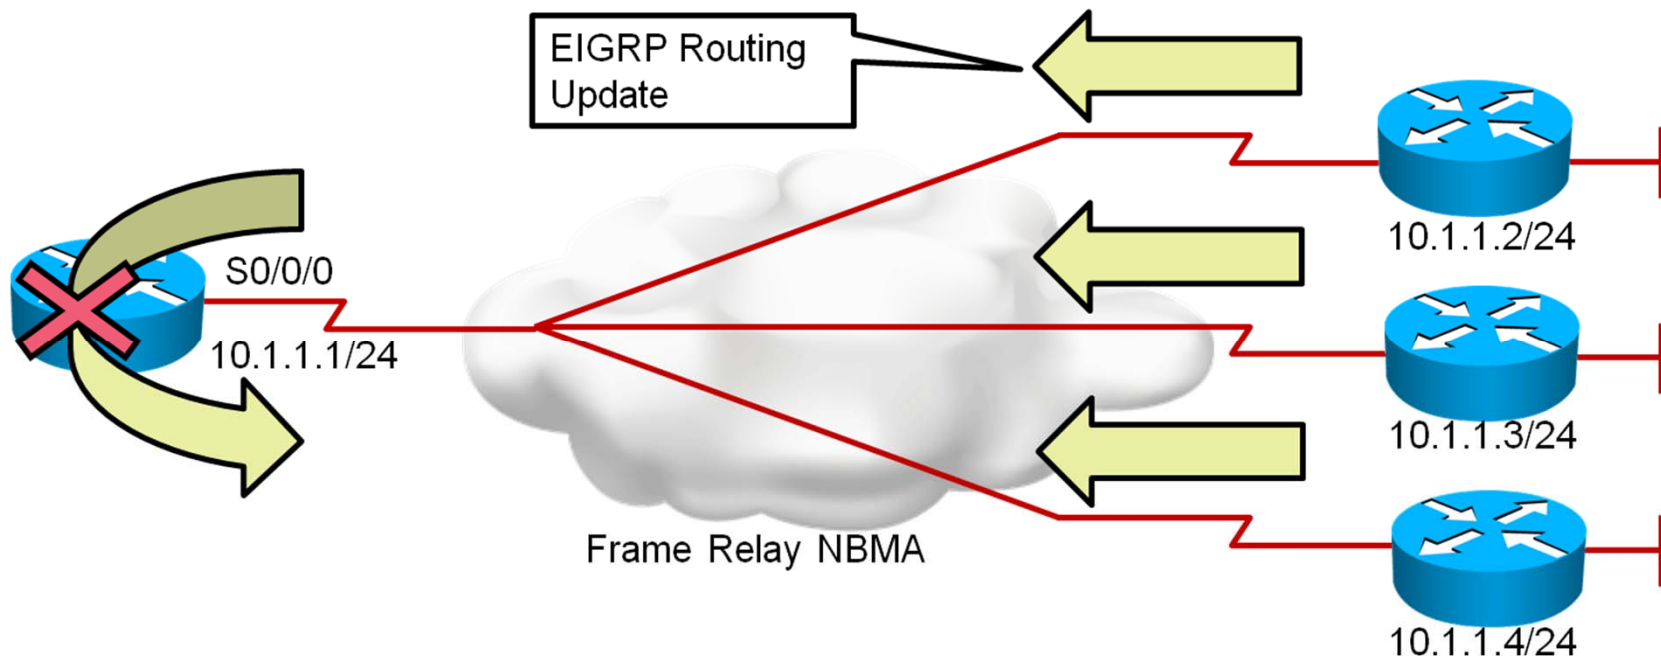 EIGRP Routing
Update
S0/0/0
10.1.1.1/24
10.1.1.2/24
10.1.1.3/24
10.1.1.4/24
Frame Relay NBMA